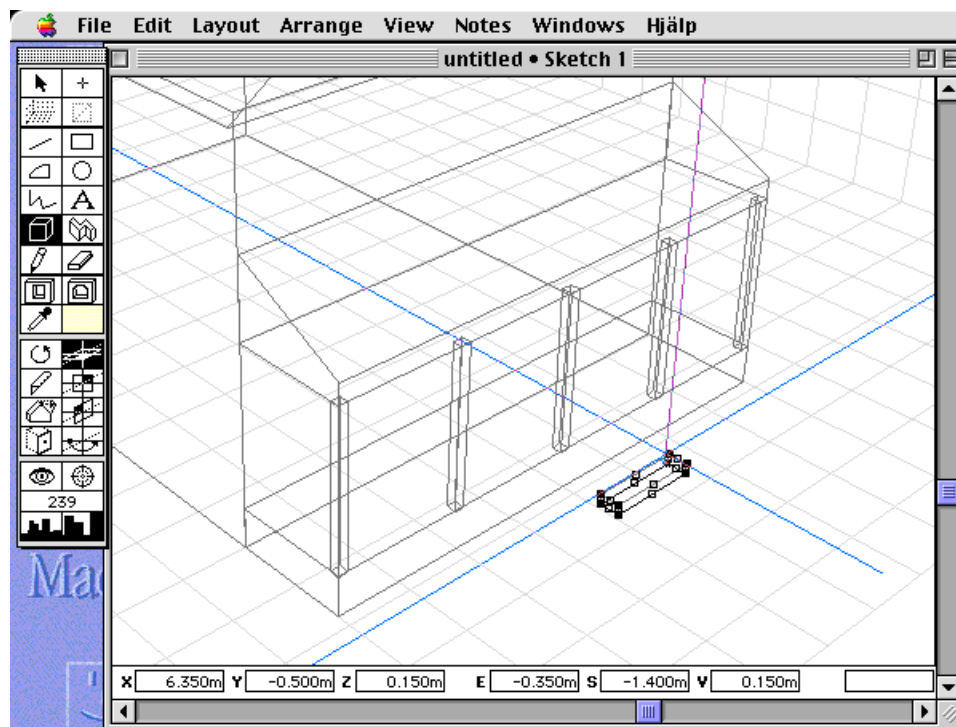 File Edit Layout Arrange View Notes Windows Hjälp
untitled • Sketch 1
A
239
Mac
X 6.350m Y -0.500m Z 0.150m E -0.350m S -1.400m V 0.150m